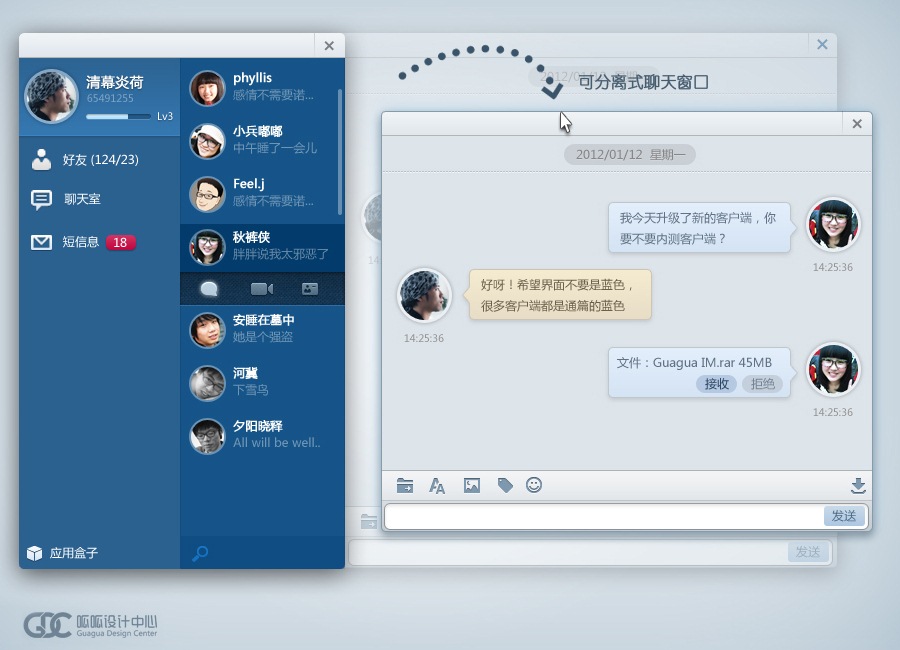 清幕炎荷
65491255
Lv3
好友 (124/23)
聊天室
短信息 18
应用盒子
phyllis
感情不需要诺...
小兵嘟嘟
中午睡了一会儿
Feel.j
感情不需要诺...
秋裤侠
胖胖说我太邪恶了
安睡在墓中
她是个强盗
河冀
下雪鸟
夕阳晓释
All will be well..
可分离式聊天窗口
2012/01/12 星期一
我今天升级了新的客户端，你
要不要内测客户端？
14:25:36
好呀！希望界面不要是蓝色，
很多客户端都是通篇的蓝色
14:25:36
文件：Guagua IM.rar 45MB
接收 拒绝
14:25:36
发送
发送
GDC 呱呱设计中心
Guagua Design Center